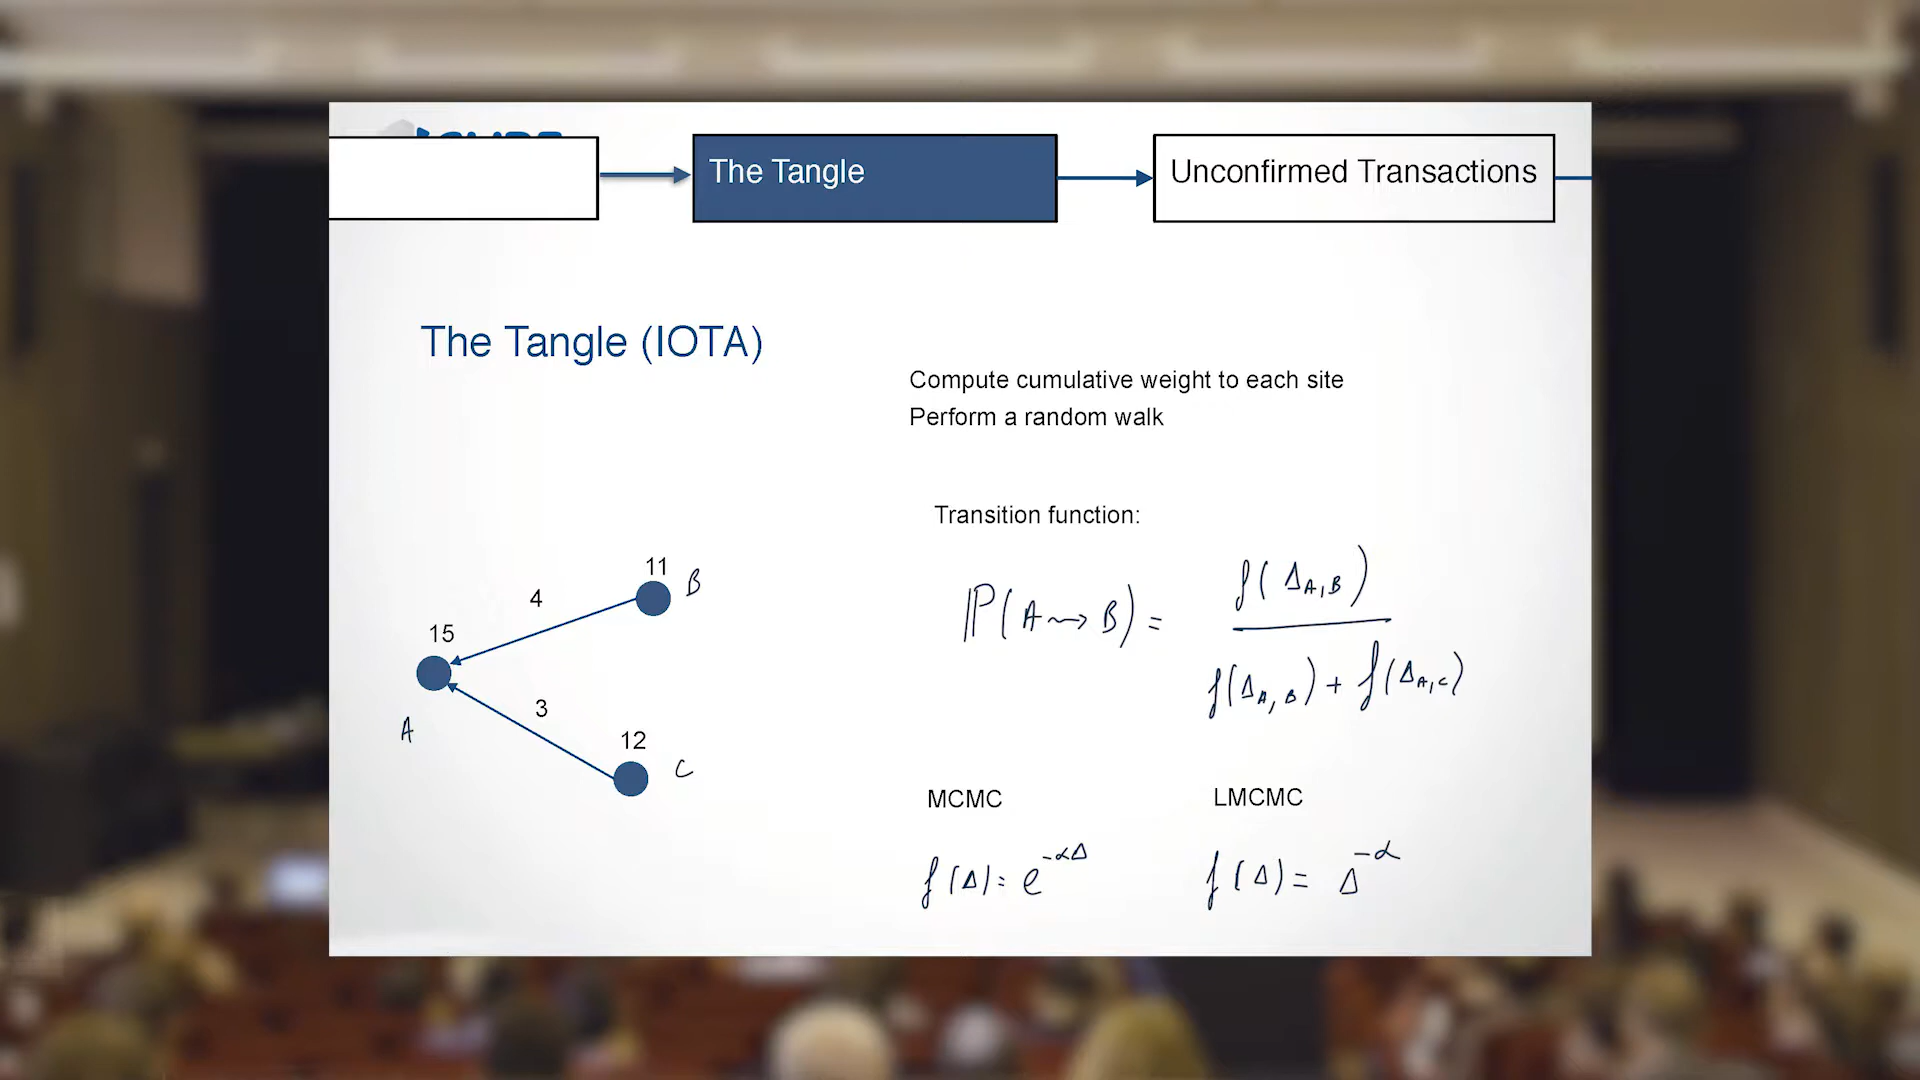 The Tangle
Unconfirmed Transactions
The Tangle (IOTA)
Compute cumulative weight to each site
Perform a random walk
Transition function:
ℙ(A ⇝ B) = f(Δ_{A,B}) / f(Δ_{A,B}) + f(Δ_{A,C})
11
B
4
15
A
3
12
C
MCMC
LMCMC
f(Δ) = e^{-αΔ}
f(Δ) = Δ^{-α}